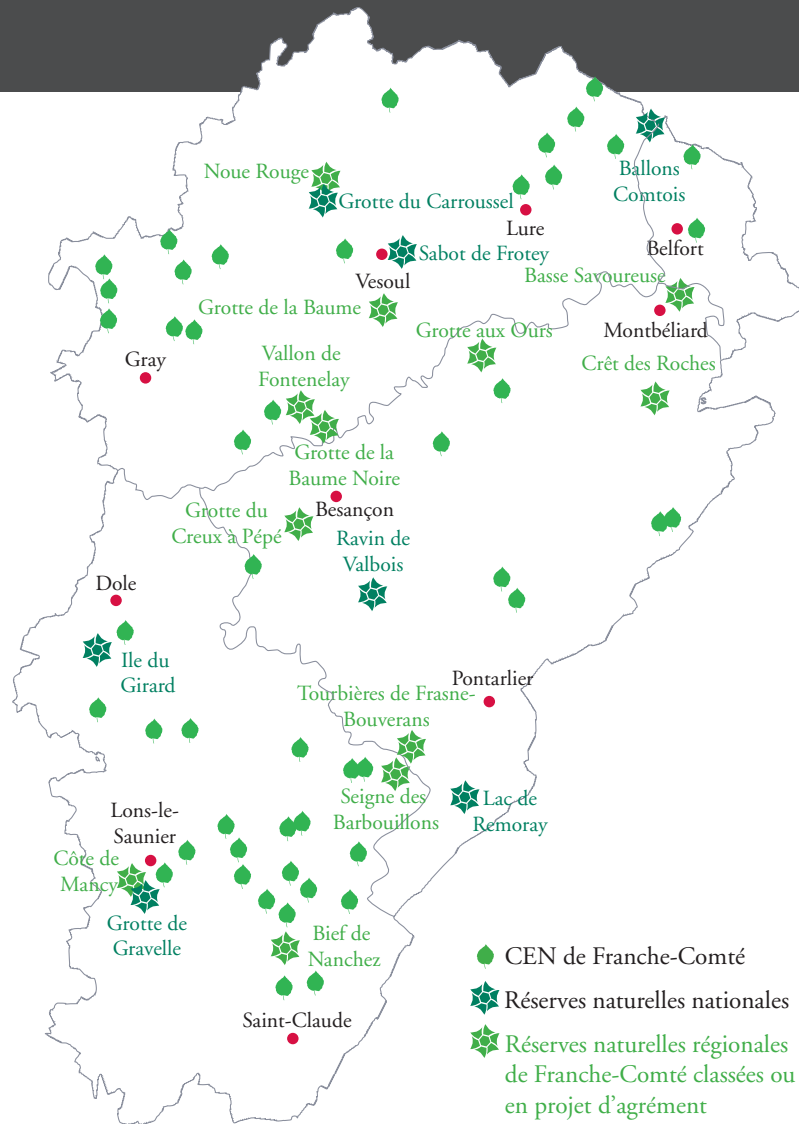 Noue Rouge
Grotte du Carroussel
Ballons
Comtois
Lure
Belfort
Sabot de Frotey
Vesoul
Basse Savoureuse
Grotte de la Baume
Grotte aux Ours
Montbéliard
Vallon de
Fontenelay
Gray
Crêt des Roches
s
Grotte de la
Baume Noire
Besançon
Grotte du
Creux à Pépé
Ravin de
Valbois
Dole
Ile du
Girard
Pontarlier
Tourbières de Frasne-
Bouverans
Seigne des
Barbouillons
Lac de
Remoray
Lons-le-
Saunier
Côte de
Mancy
Grotte de
Gravelle
Bief de
Nanchez
Saint-Claude
CEN de Franche-Comté
Réserves naturelles nationales
Réserves naturelles régionales
de Franche-Comté classées ou
en projet d'agrément